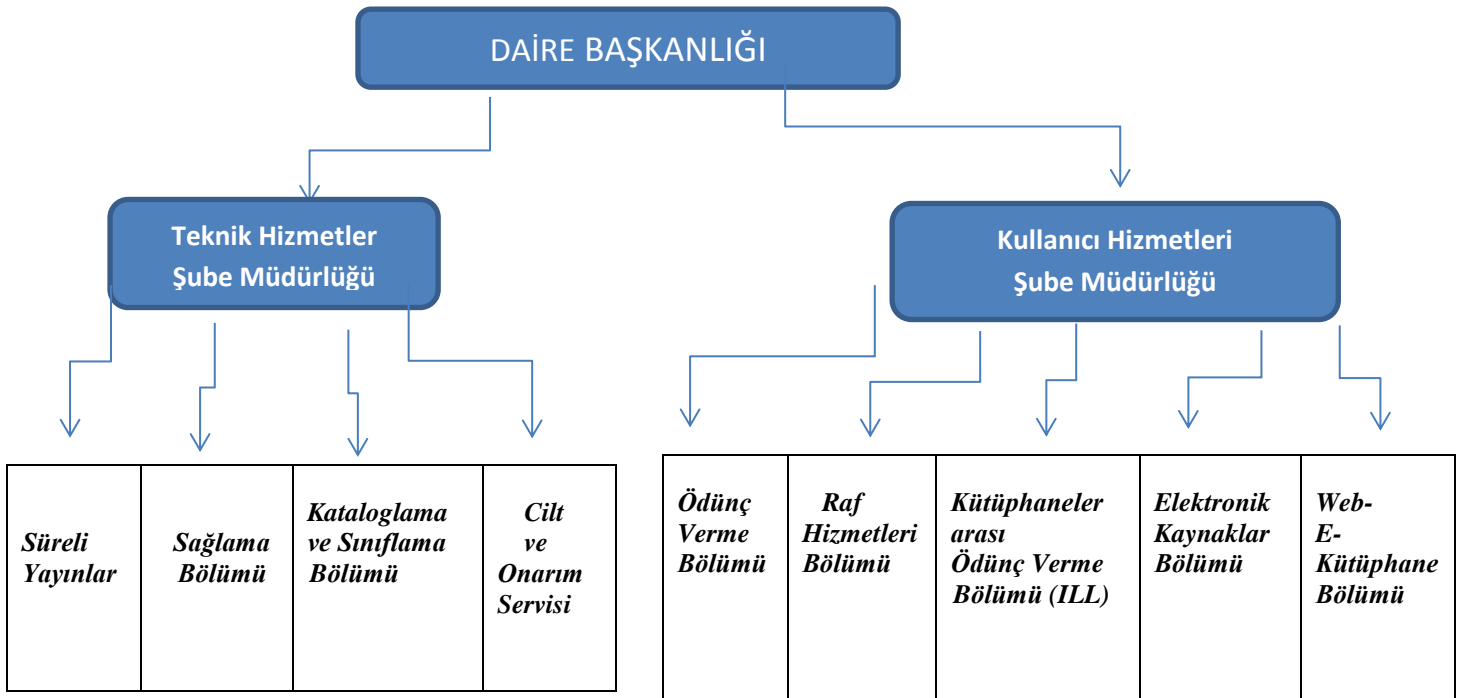 DAİRE BAŞKANLIĞI
Teknik Hizmetler
Şube Müdürlüğü
Kullanıcı Hizmetleri
Şube Müdürlüğü
Süreli
Yayınlar
Sağlama
Bölümü
Kataloglama
ve Sınıflama
Bölümü
Cilt
ve
Onarım
Servisi
Ödünç
Verme
Bölümü
Raf
Hizmetleri
Bölümü
Kütüphaneler
arası
Ödünç Verme
Bölümü (ILL)
Elektronik
Kaynaklar
Bölümü
Web-
E-
Kütüphane
Bölümü